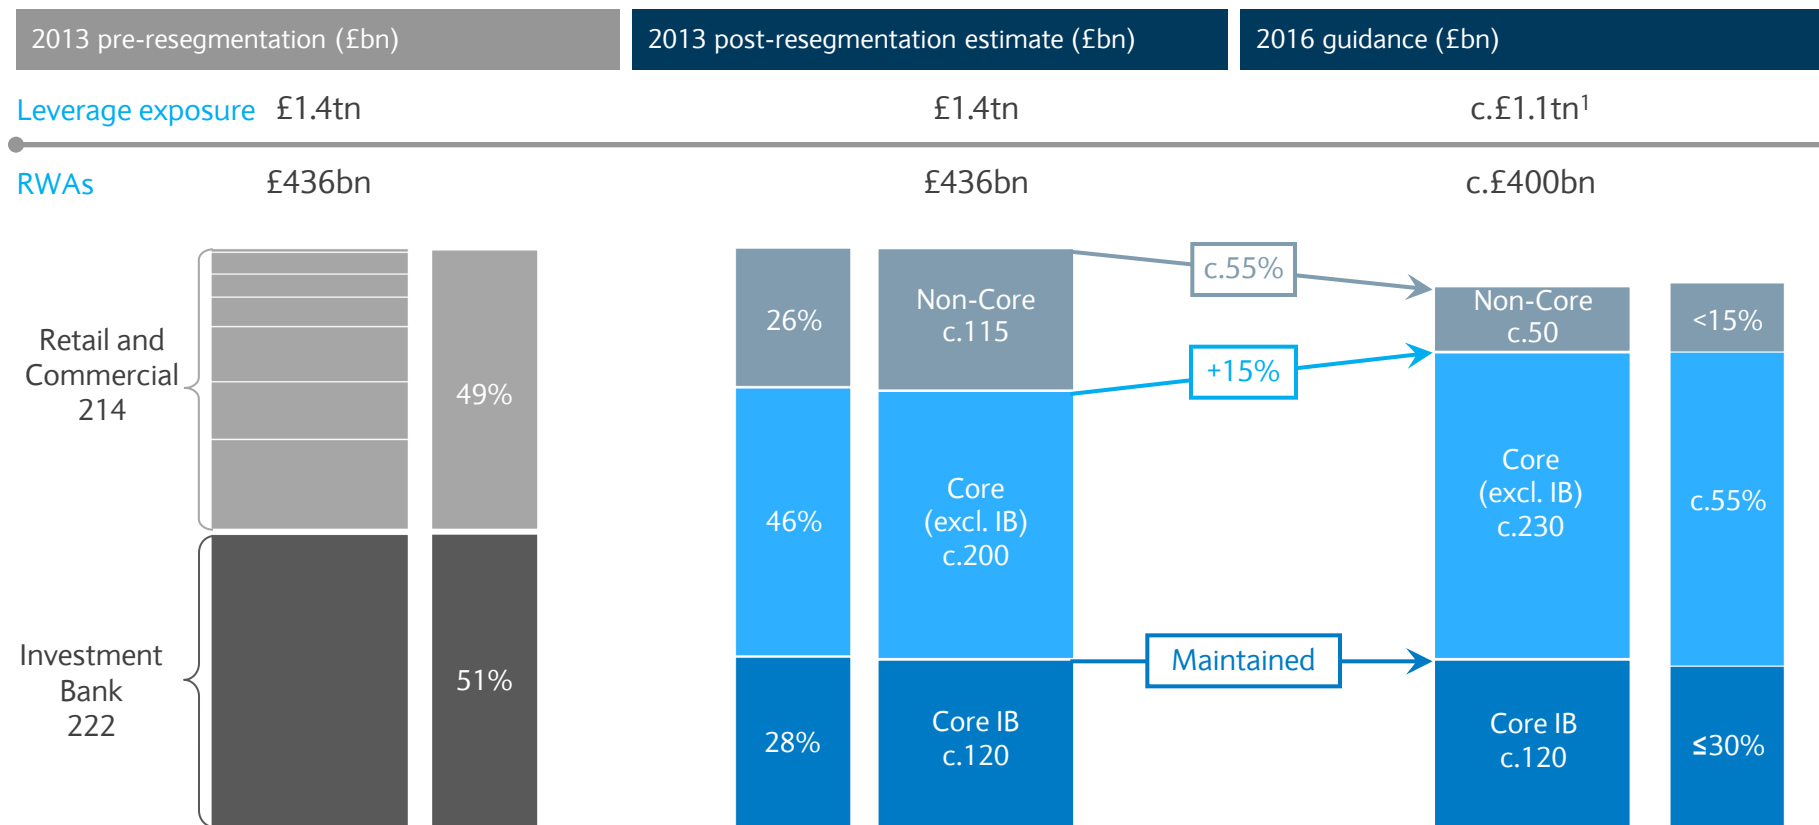 2013 pre-resegmentation (£bn)
2013 post-resegmentation estimate (£bn)
2016 guidance (£bn)
Leverage exposure £1.4tn
£1.4tn
c.£1.1tn¹
RWAs
£436bn
£436bn
c.£400bn
Retail and
Commercial
214
49%
Investment
Bank
222
51%
26%
46%
28%
Non-Core
c.115
Core
(excl. IB)
c.200
Core IB
c.120
c.55%
+15%
Maintained
Non-Core
c.50
Core
(excl. IB)
c.230
Core IB
c.120
<15%
c.55%
≤30%